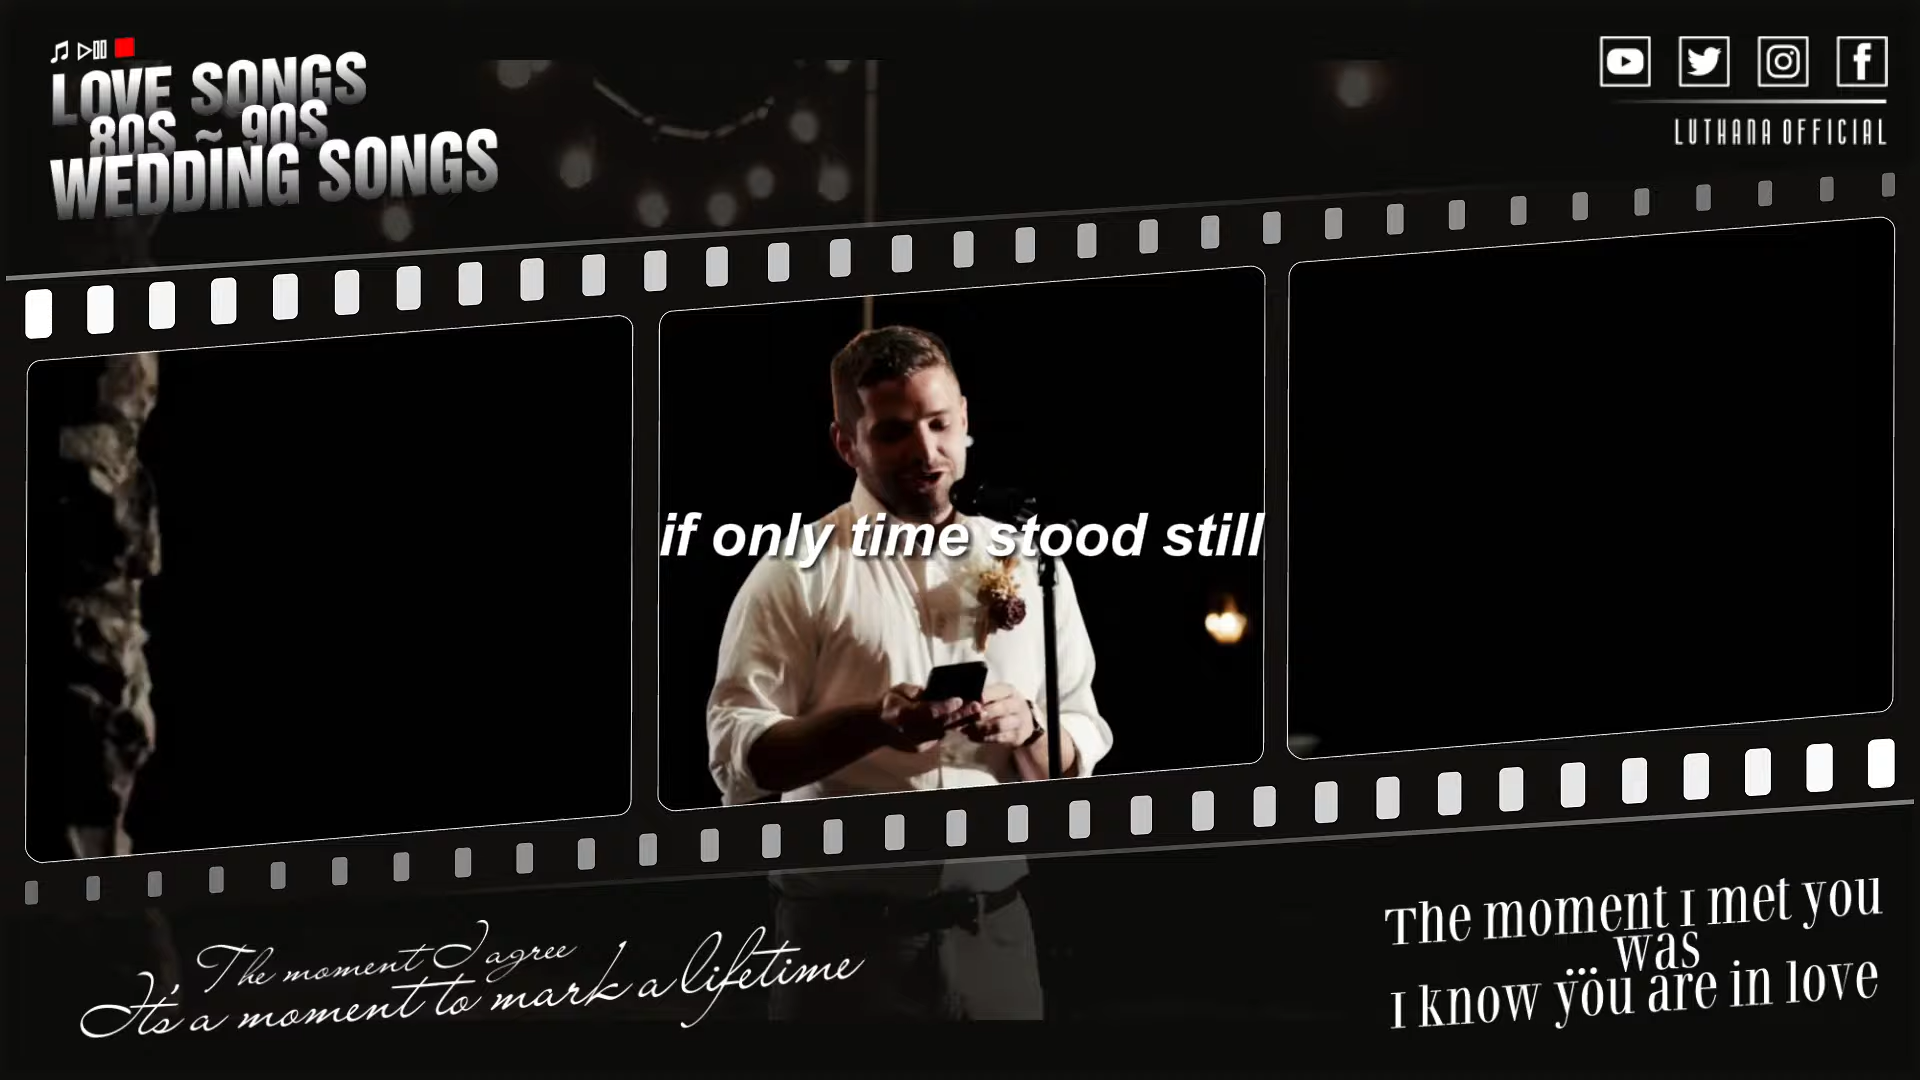 LOVE SONGS
80S ~ 90S
WEDDING SONGS
LUTHANA OFFICIAL
if only time stood still
The moment I agree
It's a moment to mark a lifetime
The moment I met you
was
I know you are in love